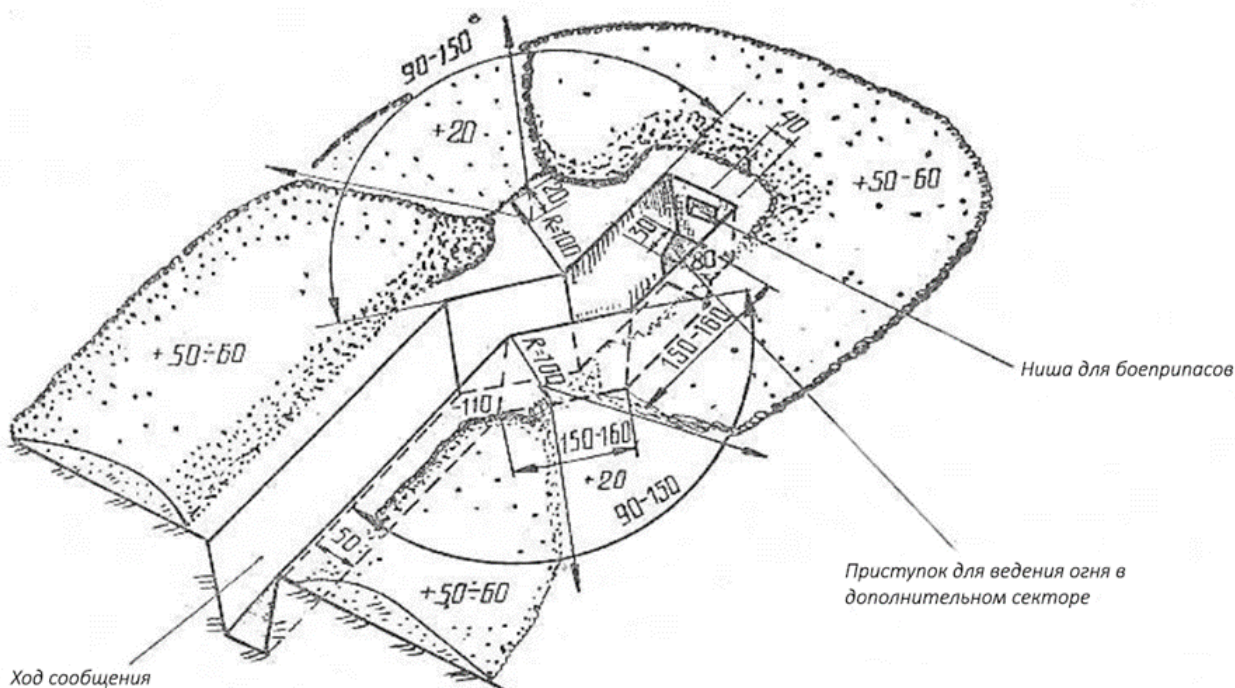 90-150°
+20
40
+50-60
120
R=100
30
80
+50÷60
150-160
R=100
Ниша для боеприпасов
-110
150-160
+20
90-150
50
+50÷60
Приступок для ведения огня в
дополнительном секторе
Ход сообщения